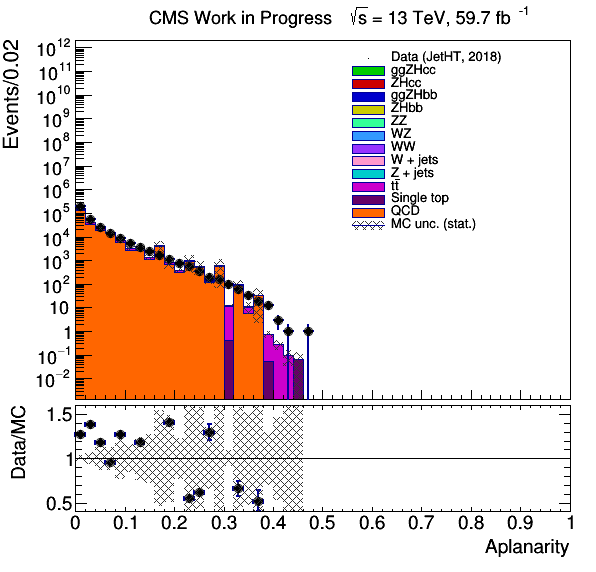 CMS Work in Progress √s = 13 TeV, 59.7 fb⁻¹
Events/0.02
10¹²
10¹¹
10¹⁰
10⁹
10⁸
10⁷
10⁶
10⁵
10⁴
10³
10²
10
1
10⁻¹
10⁻²
Data (JetHT, 2018)
ggZHcc
ZHcc
ggZHbb
ZHbb
ZZ
WZ
WW
W + jets
Z + jets
tt̄
Single top
QCD
MC unc. (stat.)
Data/MC
1.5
1
0.5
0 0.1 0.2 0.3 0.4 0.5 0.6 0.7 0.8 0.9 1
Aplanarity